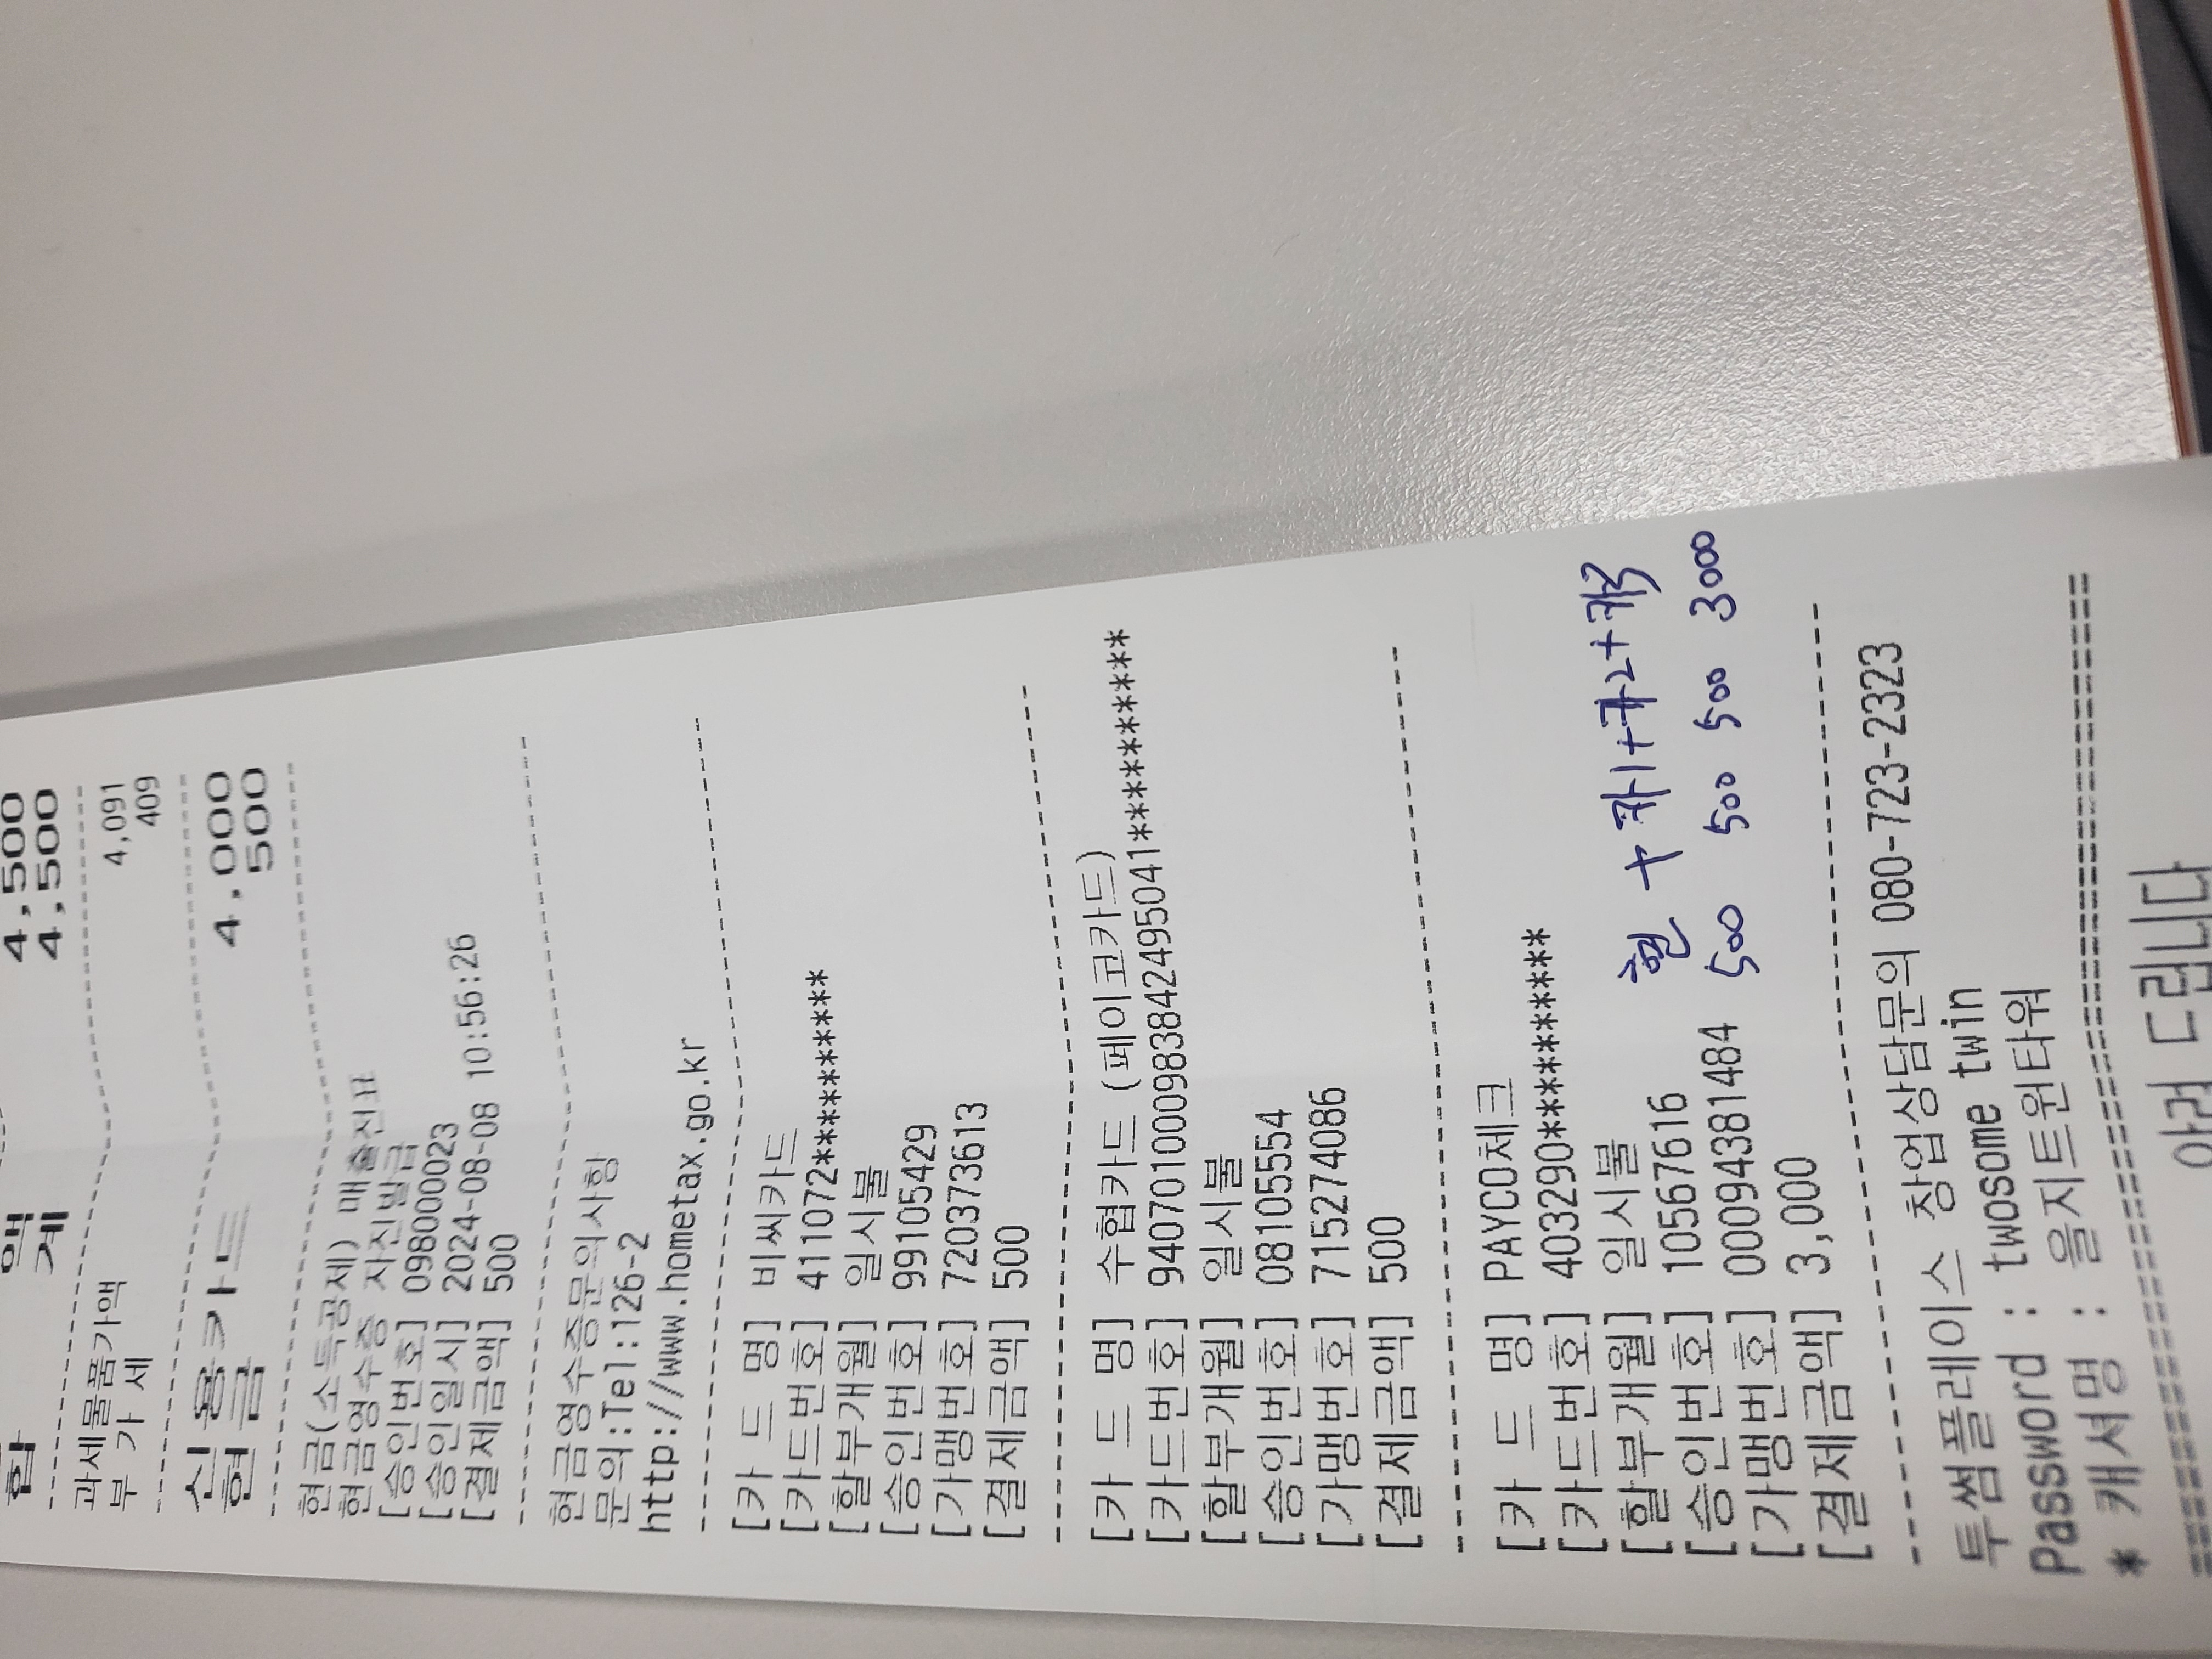 합 액 4,500
계 4,500
과세물품가액 4,091
부 가 세 409
신용카드 4,000
현금 500
현금(소득공제) 매출전표
현금영수증 자진발급
[승인번호] 098000023
[승인일시] 2024-08-08 10:56:26
[결제금액] 500
현금영수증문의사항
문의:Tel:126-2
http://www.hometax.go.kr
[카 드 명] 비씨카드
[카드번호] 411072**********
[할부개월] 일시불
[승인번호] 99105429
[가맹번호] 720373613
[결제금액] 500
[카 드 명] 수협카드 (페이코카드)
[카드번호] 940701000983842495041**********
[할부개월] 일시불
[승인번호] 08105554
[가맹번호] 715274086
[결제금액] 500
[카 드 명] PAYCO체크
[카드번호] 403290**********
[할부개월] 일시불
[승인번호] 10567616
[가맹번호] 00094381484
[결제금액] 3,000
현 + 카1+카2+카3
500 500 500 3000
투썸플레이스 창업상담문의 080-723-2323
Password : twosome twin
* 캐셔명 : 을지트윈타워
알려 드립니다